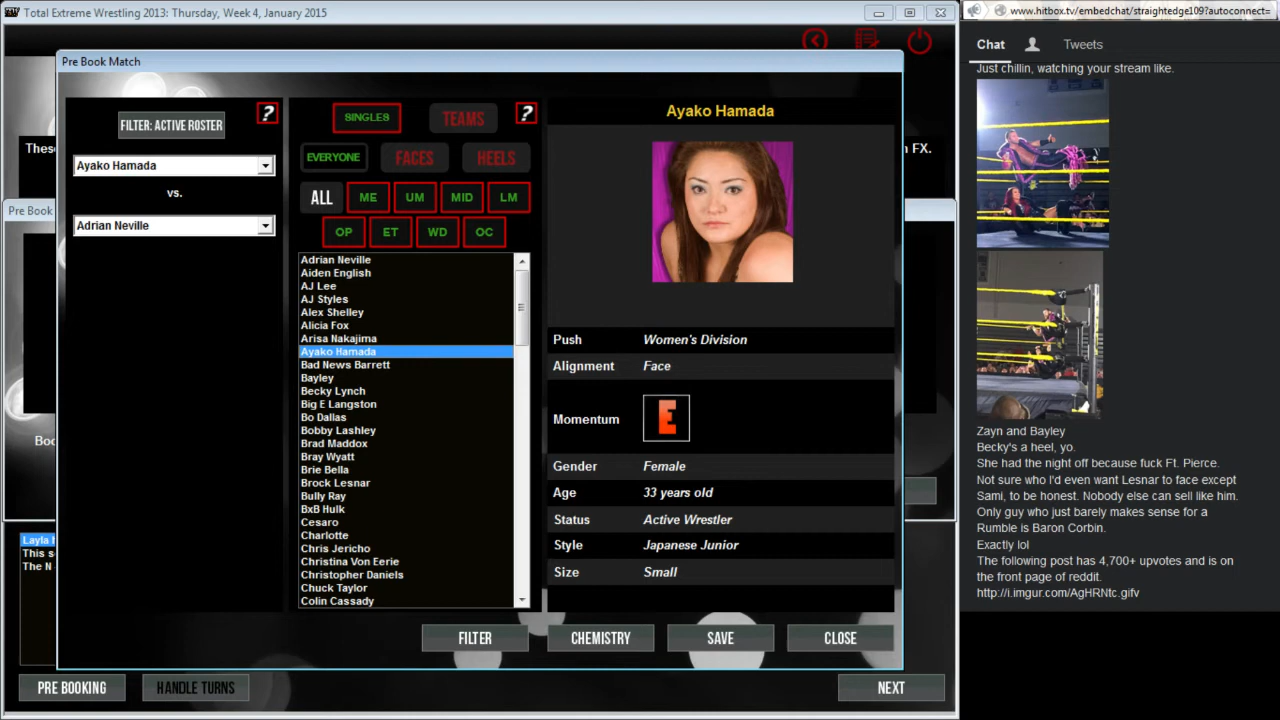 Total Extreme Wrestling 2013: Thursday, Week 4, January 2015
Pre Book Match
These
n FX.
Pre Book
Boo
Layla
This s
The N
FILTER: ACTIVE ROSTER
?
Ayako Hamada
vs.
Adrian Neville
SINGLES
TEAMS
?
EVERYONE
FACES
HEELS
ALL
ME
UM
MID
LM
OP
ET
WD
OC
Adrian Neville
Aiden English
AJ Lee
AJ Styles
Alex Shelley
Alicia Fox
Arisa Nakajima
Ayako Hamada
Bad News Barrett
Bayley
Becky Lynch
Big E Langston
Bo Dallas
Bobby Lashley
Brad Maddox
Bray Wyatt
Brie Bella
Brock Lesnar
Bully Ray
BxB Hulk
Cesaro
Charlotte
Chris Jericho
Christina Von Eerie
Christopher Daniels
Chuck Taylor
Colin Cassady
Ayako Hamada
Push Women's Division
Alignment Face
Momentum E
Gender Female
Age 33 years old
Status Active Wrestler
Style Japanese Junior
Size Small
FILTER
CHEMISTRY
SAVE
CLOSE
PRE BOOKING
HANDLE TURNS
NEXT
www.hitbox.tv/embedchat/straightedge109?autoconnect=
Chat
Tweets
Just chillin, watching your stream like.
Zayn and Bayley
Becky's a heel, yo.
She had the night off because fuck Ft. Pierce.
Not sure who I'd even want Lesnar to face except
Sami, to be honest. Nobody else can sell like him.
Only guy who just barely makes sense for a
Rumble is Baron Corbin.
Exactly lol
The following post has 4,700+ upvotes and is on
the front page of reddit.
http://i.imgur.com/AgHRNtc.gifv